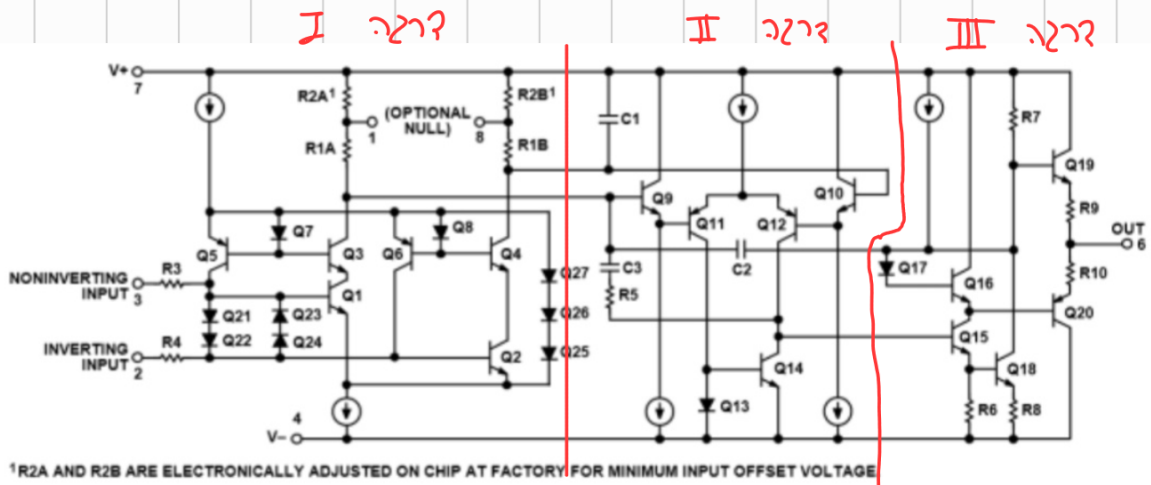 I דרגה
II דרגה
III דרגה
V+
7
R2A¹
R2B¹
(OPTIONAL
NULL)
1
8
R1A
R1B
C1
R7
Q19
Q9
Q10
Q11
Q12
R9
Q7
Q8
Q5
Q3
Q6
Q4
OUT
6
NONINVERTING
INPUT 3
R3
Q1
Q27
C3
C2
Q17
Q16
R10
Q21
Q23
R5
Q26
Q20
INVERTING
INPUT 2
R4
Q22
Q24
Q2
Q25
Q15
Q14
Q18
Q13
R6
R8
4
V–
¹R2A AND R2B ARE ELECTRONICALLY ADJUSTED ON CHIP AT FACTORY FOR MINIMUM INPUT OFFSET VOLTAGE